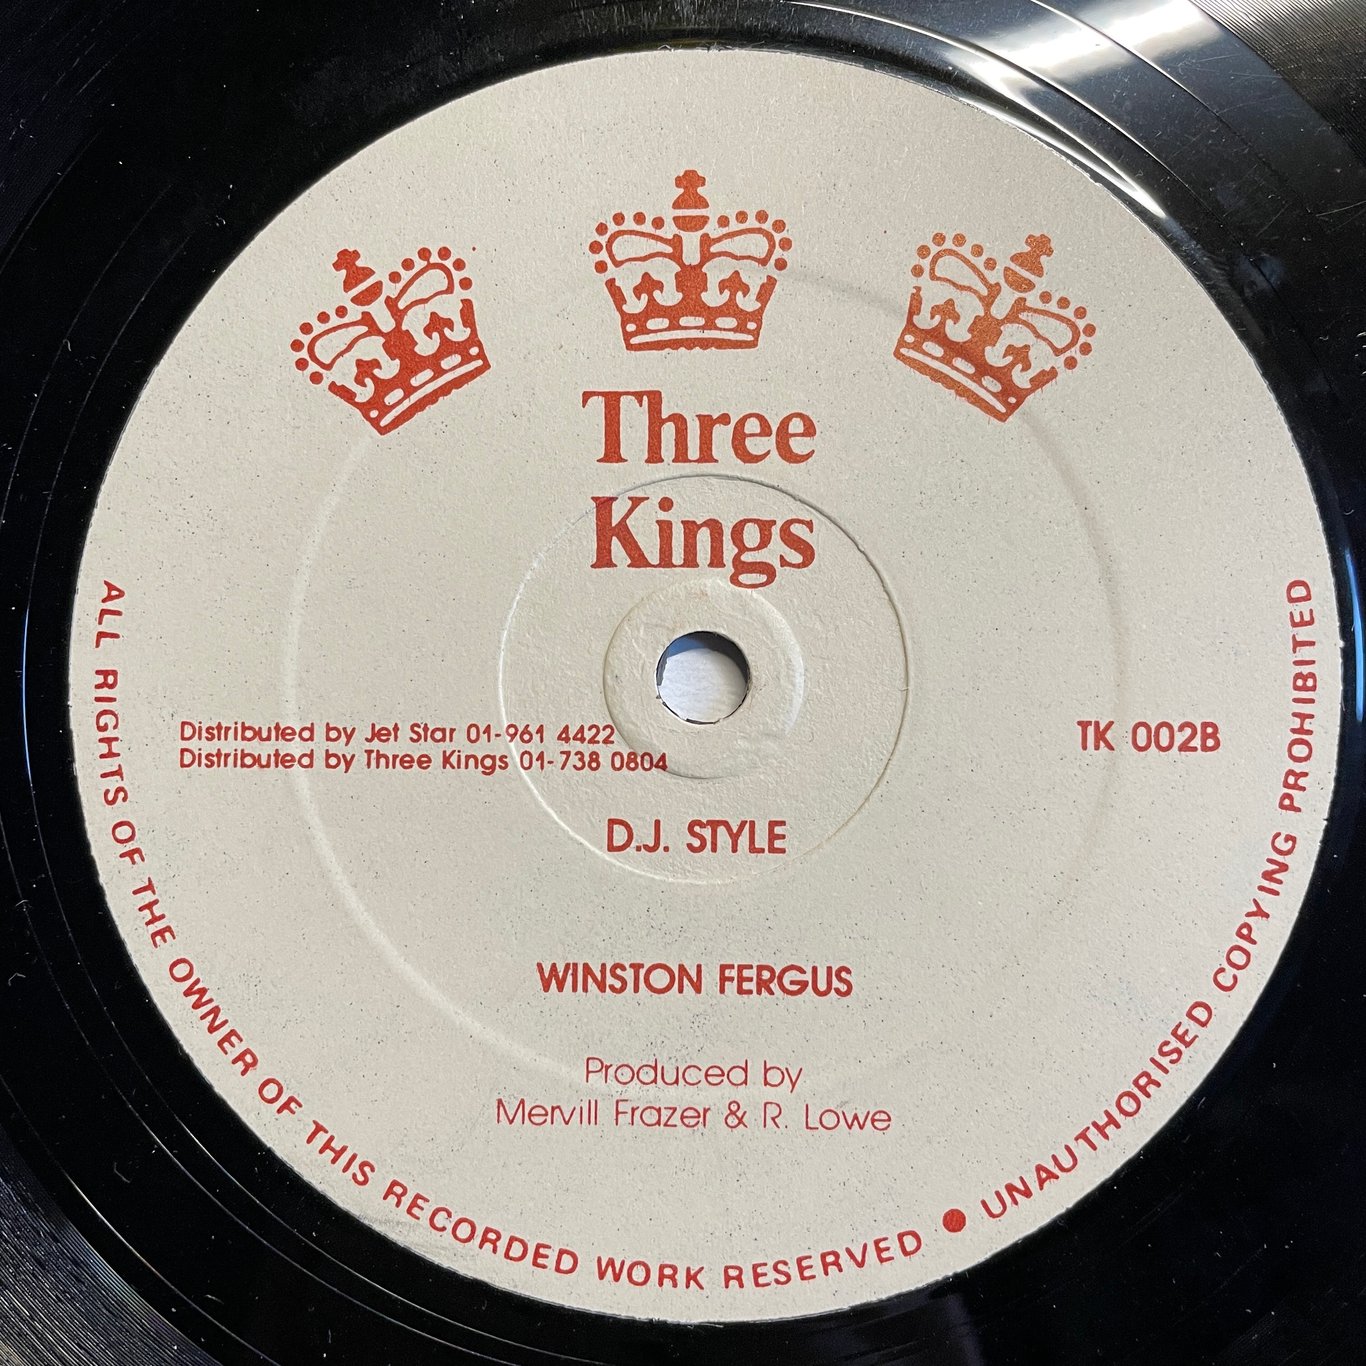 Three
Kings
Distributed by Jet Star 01-961 4422
Distributed by Three Kings 01-738 0804
TK 002B
D.J. STYLE
WINSTON FERGUS
Produced by
Mervill Frazer & R. Lowe
ALL RIGHTS OF THE OWNER OF THIS RECORDED WORK RESERVED ● UNAUTHORISED COPYING PROHIBITED